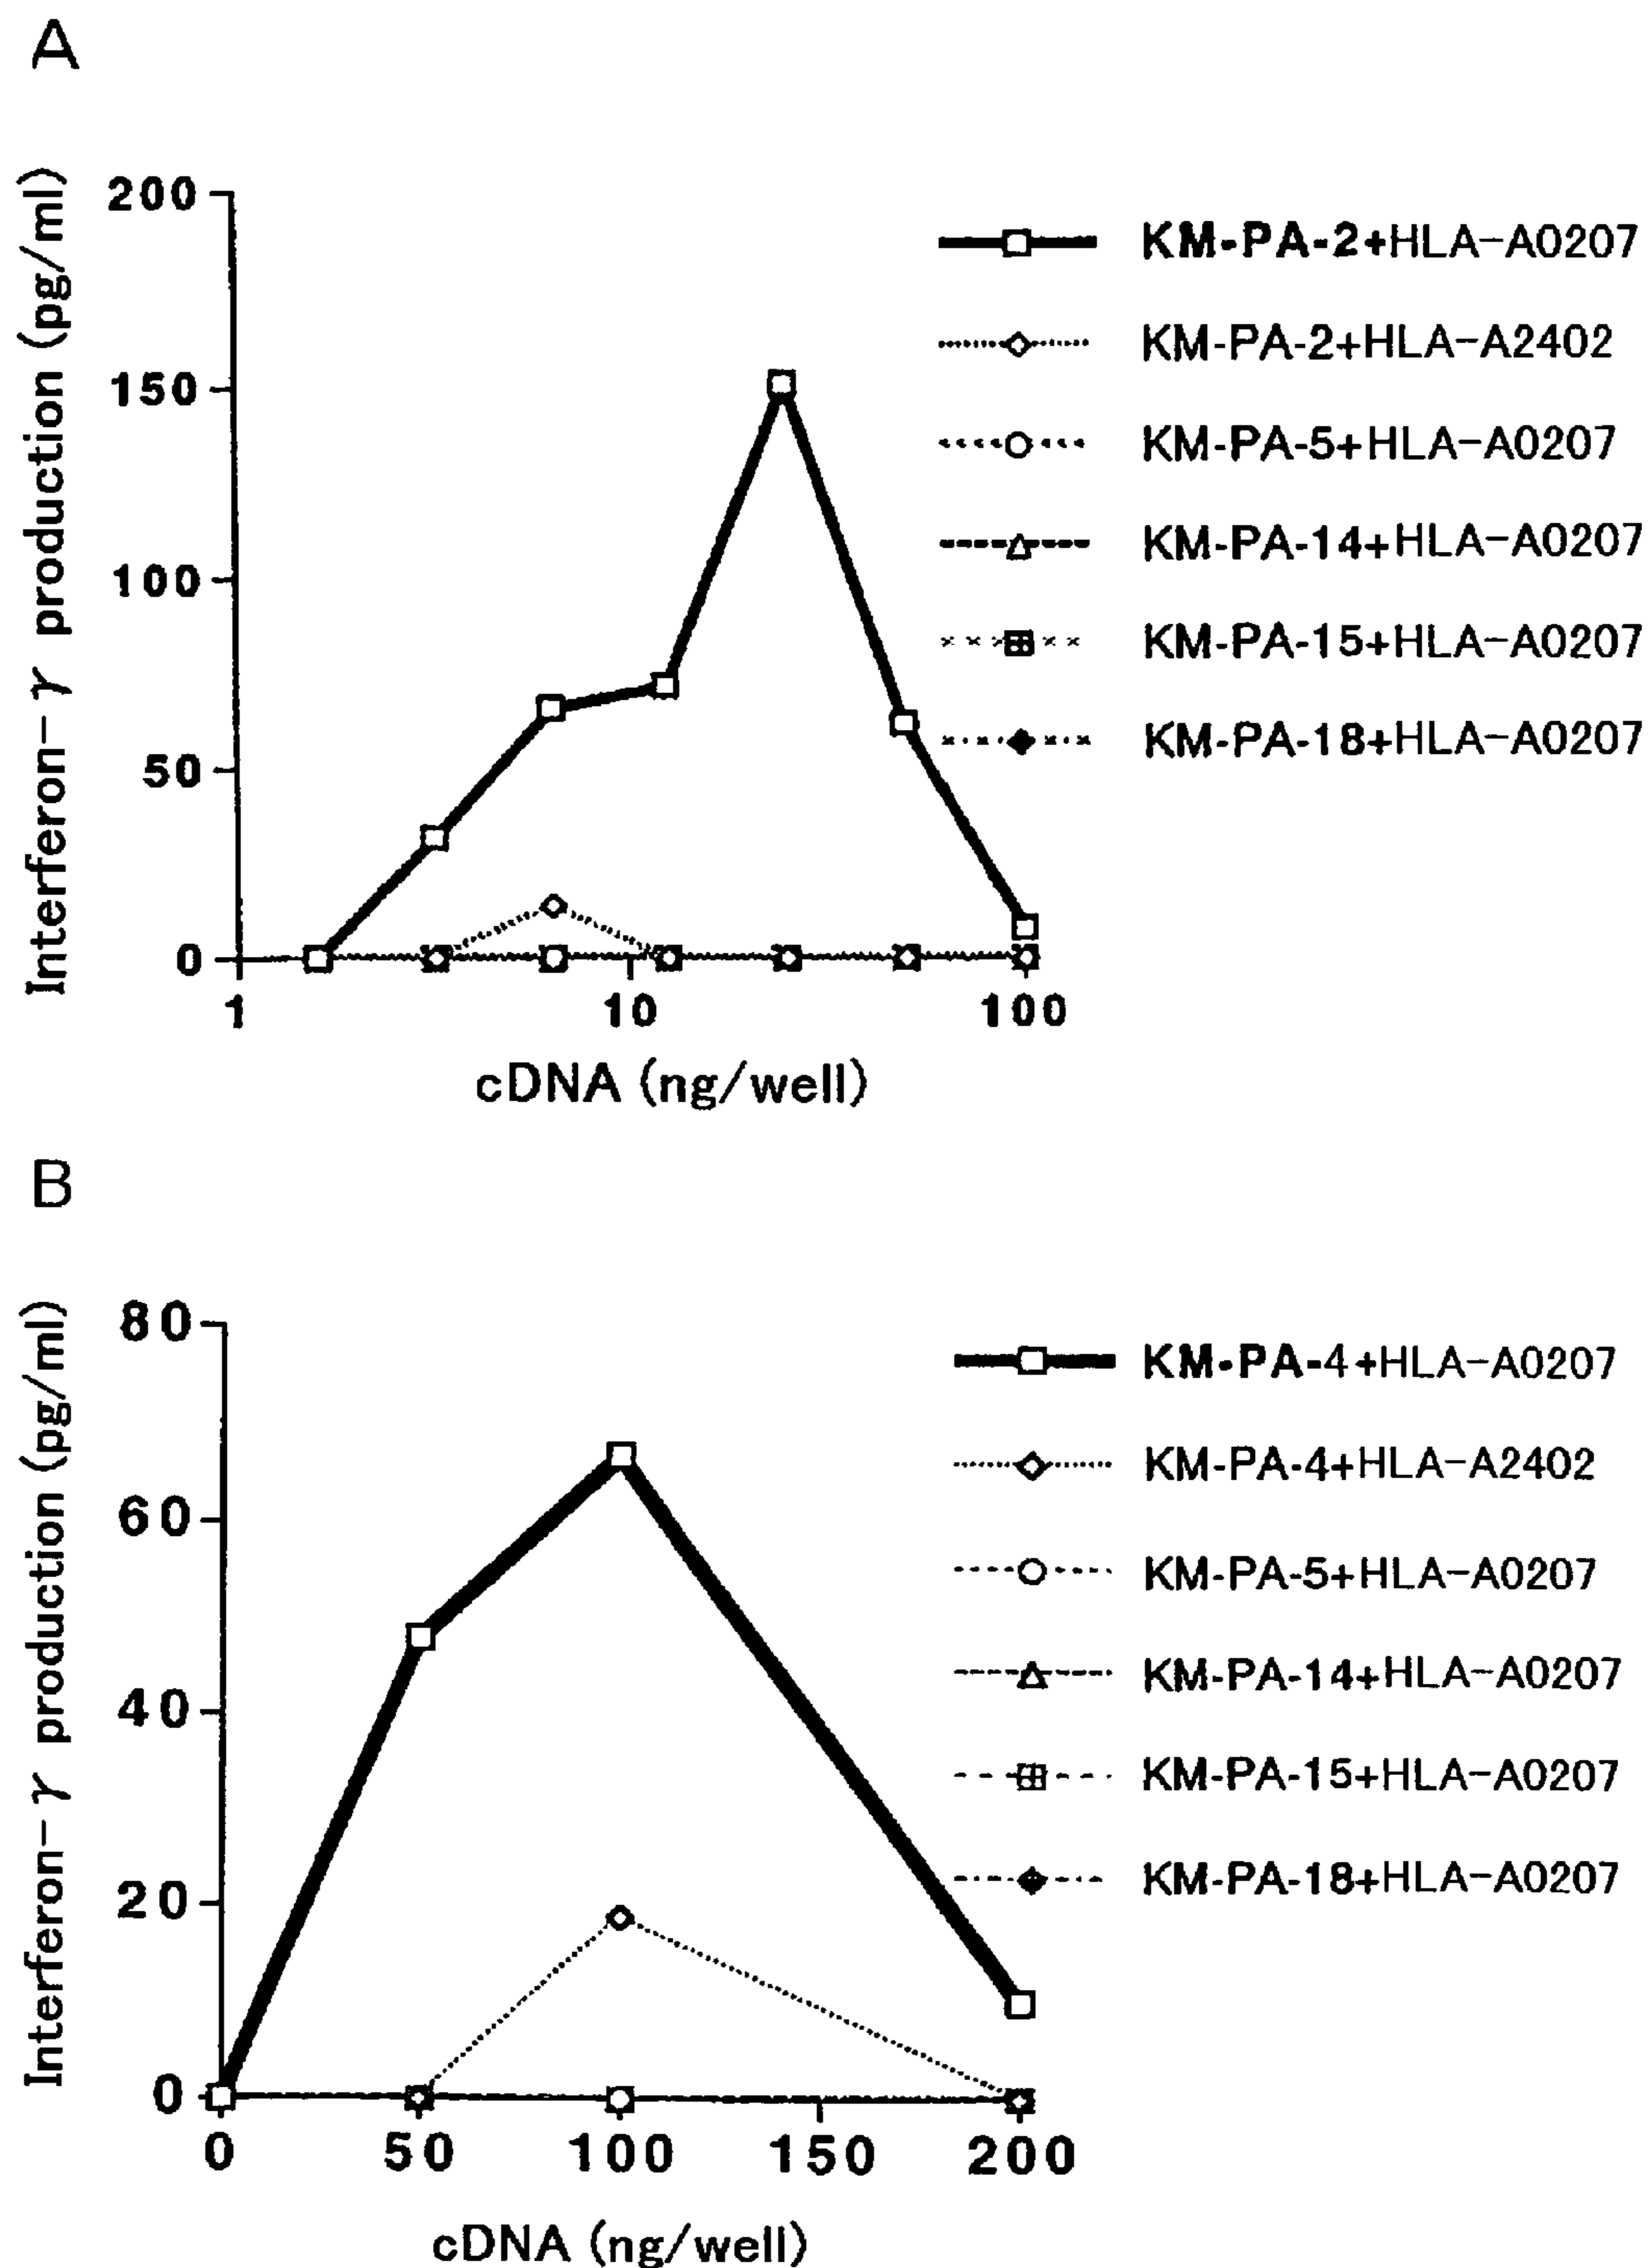 A
Interferon-γ production (pg/ml)
200
150
100
50
0
1 10 100
cDNA (ng/well)
KM-PA-2+HLA-A0207
KM-PA-2+HLA-A2402
KM-PA-5+HLA-A0207
KM-PA-14+HLA-A0207
KM-PA-15+HLA-A0207
KM-PA-18+HLA-A0207
B
Interferon-γ production (pg/ml)
80
60
40
20
0
0 50 100 150 200
cDNA (ng/well)
KM-PA-4+HLA-A0207
KM-PA-4+HLA-A2402
KM-PA-5+HLA-A0207
KM-PA-14+HLA-A0207
KM-PA-15+HLA-A0207
KM-PA-18+HLA-A0207